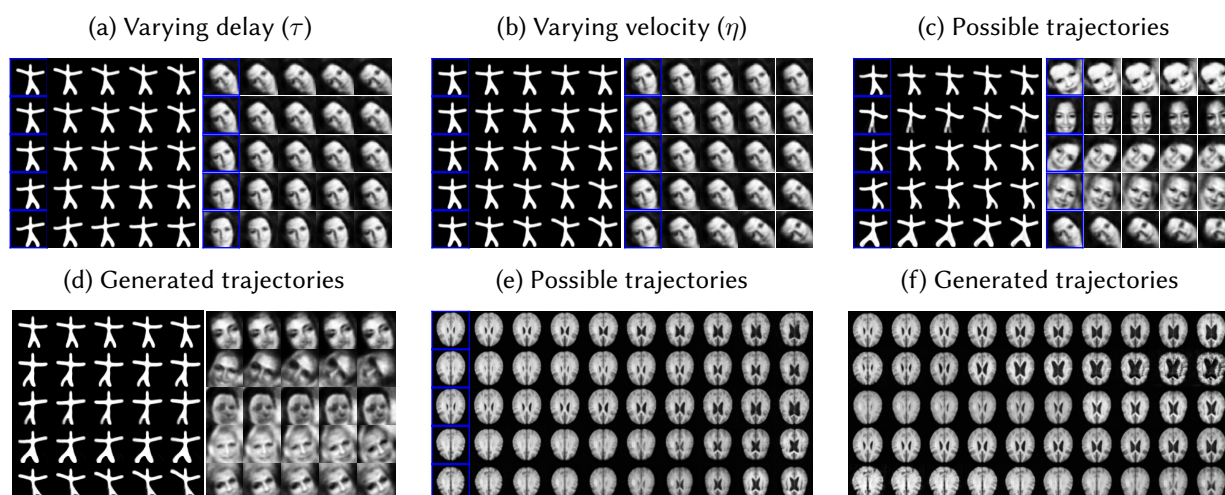 (a) Varying delay (τ)
(b) Varying velocity (η)
(c) Possible trajectories
(d) Generated trajectories
(e) Possible trajectories
(f) Generated trajectories